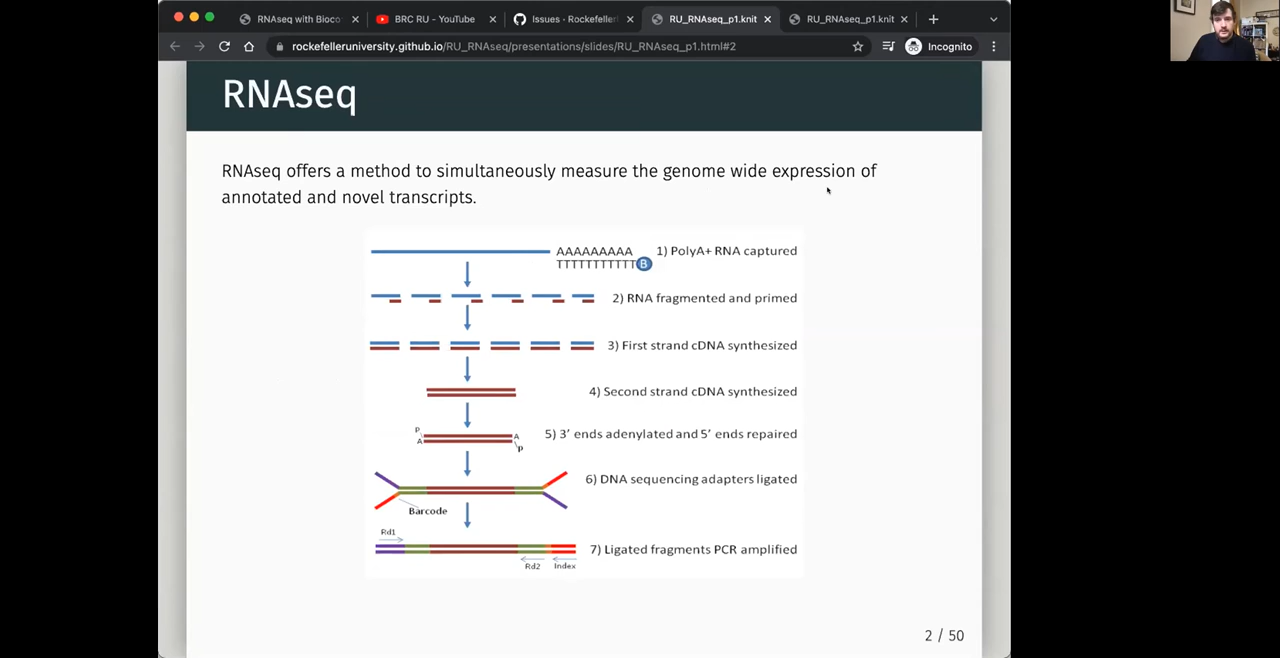 RNAseq with Bioco
BRC RU - YouTube
Issues · Rockefeller
RU_RNAseq_p1.knit
RU_RNAseq_p1.knit
rockefelleruniversity.github.io/RU_RNAseq/presentations/slides/RU_RNAseq_p1.html#2
Incognito
RNAseq
RNAseq offers a method to simultaneously measure the genome wide expression of
annotated and novel transcripts.
AAAAAAAAA 1) PolyA+ RNA captured
TTTTTTTTTTT B
2) RNA fragmented and primed
3) First strand cDNA synthesized
4) Second strand cDNA synthesized
P A
A p
5) 3' ends adenylated and 5' ends repaired
6) DNA sequencing adapters ligated
Barcode
Rd1
7) Ligated fragments PCR amplified
Rd2 Index
2 / 50